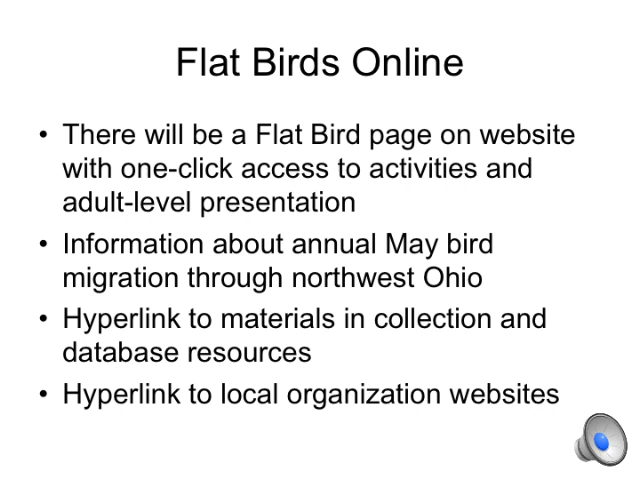 Flat Birds Online
• There will be a Flat Bird page on website
with one-click access to activities and
adult-level presentation
• Information about annual May bird
migration through northwest Ohio
• Hyperlink to materials in collection and
database resources
• Hyperlink to local organization websites